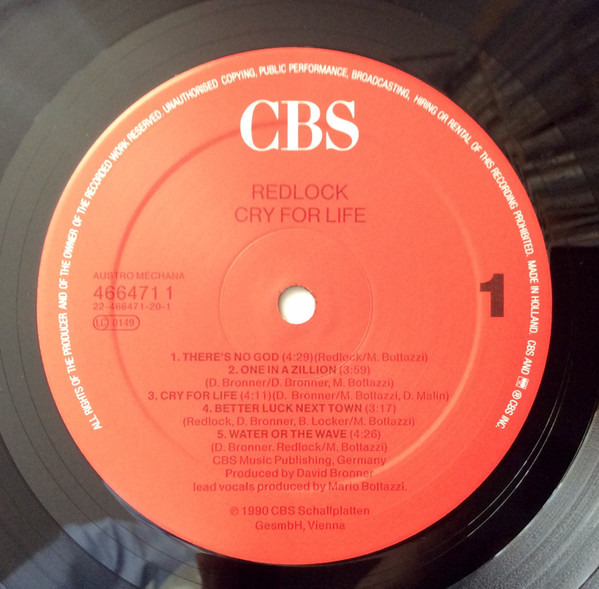 ALL RIGHTS OF THE PRODUCER AND OF THE OWNER OF THE RECORDED WORK RESERVED. UNAUTHORISED COPYING, PUBLIC PERFORMANCE, BROADCASTING, HIRING OR RENTAL OF THIS RECORDING PROHIBITED. MADE IN HOLLAND. CBS AND ® CBS INC.
CBS
REDLOCK
CRY FOR LIFE
AUSTRO MECHANA
466471 1
22-466471-20-1
LC 0149
1
1. THERE'S NO GOD (4:29)(Redlock/M. Bottazzi)
2. ONE IN A ZILLION (3:59)
(D. Bronner/D. Bronner, M. Bottazzi)
3. CRY FOR LIFE (4:11)(D. Bronner/M. Bottazzi, D. Malin)
4. BETTER LUCK NEXT TOWN (3:17)
(Redlock, D. Bronner, B. Locker/M. Bottazzi)
5. WATER OR THE WAVE (4:26)
(D. Bronner. Redlock/M. Bottazzi)
CBS Music Publishing, Germany
Produced by David Bronner
lead vocals produced by Mario Bottazzi.
℗ 1990 CBS Schallplatten
GesmbH, Vienna